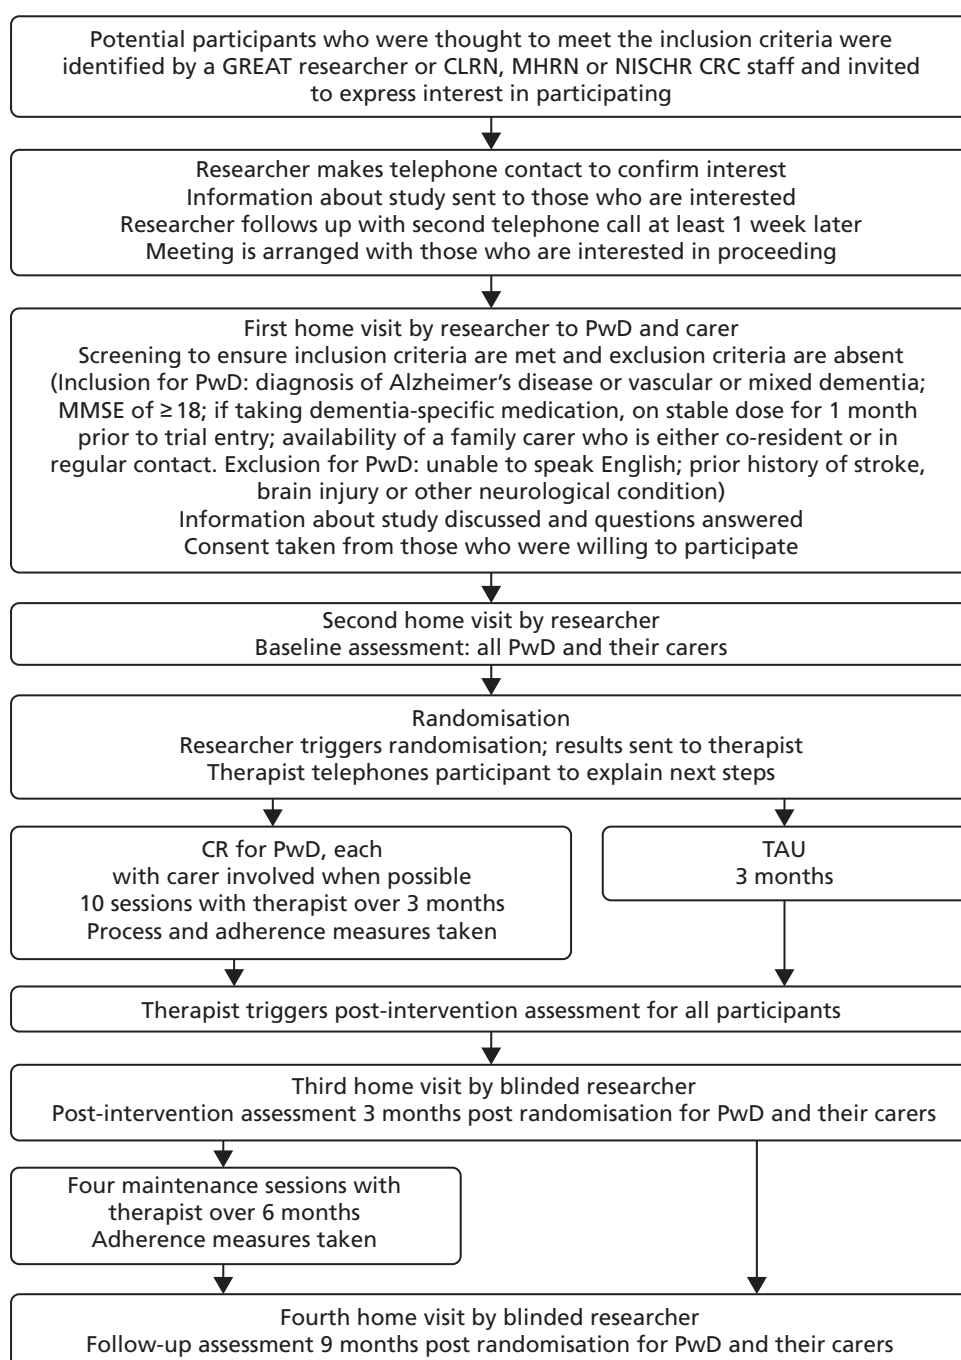 Potential participants who were thought to meet the inclusion criteria were
identified by a GREAT researcher or CLRN, MHRN or NISCHR CRC staff and invited
to express interest in participating
Researcher makes telephone contact to confirm interest
Information about study sent to those who are interested
Researcher follows up with second telephone call at least 1 week later
Meeting is arranged with those who are interested in proceeding
First home visit by researcher to PwD and carer
Screening to ensure inclusion criteria are met and exclusion criteria are absent
(Inclusion for PwD: diagnosis of Alzheimer’s disease or vascular or mixed dementia;
MMSE of ≥18; if taking dementia-specific medication, on stable dose for 1 month
prior to trial entry; availability of a family carer who is either co-resident or in
regular contact. Exclusion for PwD: unable to speak English; prior history of stroke,
brain injury or other neurological condition)
Information about study discussed and questions answered
Consent taken from those who were willing to participate
Second home visit by researcher
Baseline assessment: all PwD and their carers
Randomisation
Researcher triggers randomisation; results sent to therapist
Therapist telephones participant to explain next steps
CR for PwD, each
with carer involved when possible
10 sessions with therapist over 3 months
Process and adherence measures taken
TAU
3 months
Therapist triggers post-intervention assessment for all participants
Third home visit by blinded researcher
Post-intervention assessment 3 months post randomisation for PwD and their carers
Four maintenance sessions with
therapist over 6 months
Adherence measures taken
Fourth home visit by blinded researcher
Follow-up assessment 9 months post randomisation for PwD and their carers